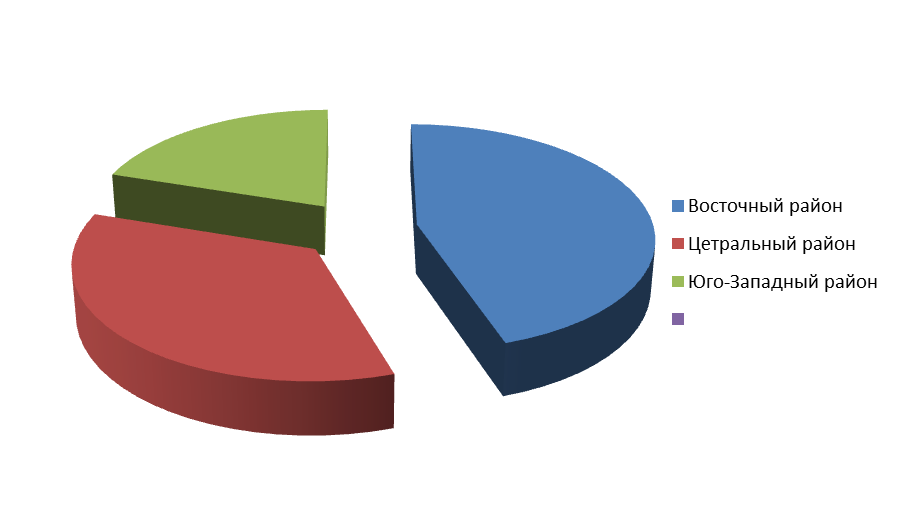 Восточный район
Цетральный район
Юго-Западный район